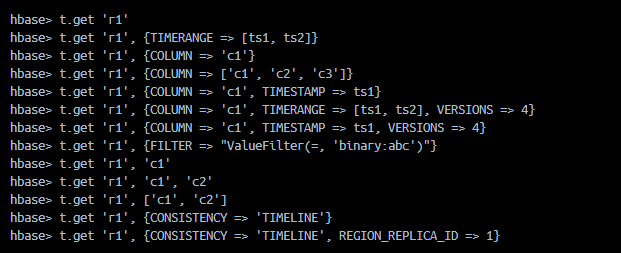 hbase> t.get 'r1'
hbase> t.get 'r1', {TIMERANGE => [ts1, ts2]}
hbase> t.get 'r1', {COLUMN => 'c1'}
hbase> t.get 'r1', {COLUMN => ['c1', 'c2', 'c3']}
hbase> t.get 'r1', {COLUMN => 'c1', TIMESTAMP => ts1}
hbase> t.get 'r1', {COLUMN => 'c1', TIMERANGE => [ts1, ts2], VERSIONS => 4}
hbase> t.get 'r1', {COLUMN => 'c1', TIMESTAMP => ts1, VERSIONS => 4}
hbase> t.get 'r1', {FILTER => "ValueFilter(=, 'binary:abc')"}
hbase> t.get 'r1', 'c1'
hbase> t.get 'r1', 'c1', 'c2'
hbase> t.get 'r1', ['c1', 'c2']
hbase> t.get 'r1', {CONSISTENCY => 'TIMELINE'}
hbase> t.get 'r1', {CONSISTENCY => 'TIMELINE', REGION_REPLICA_ID => 1}